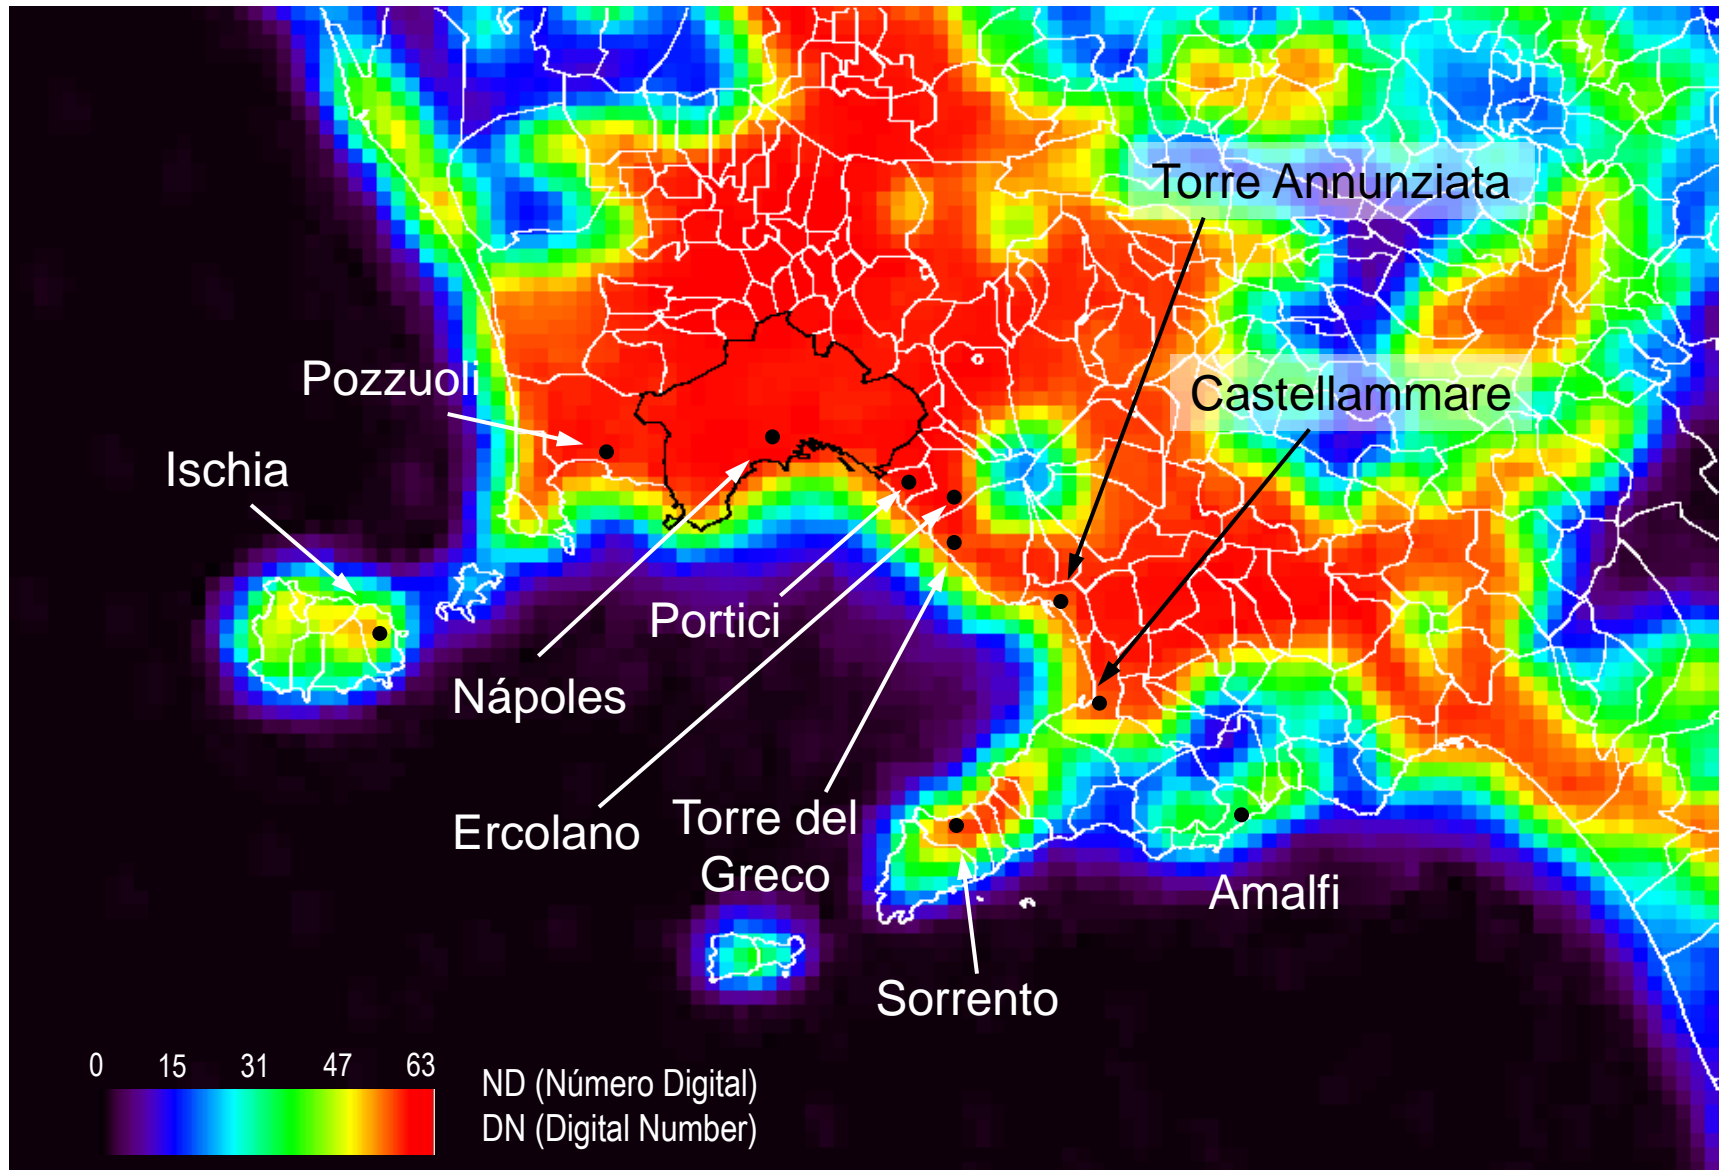 Torre Annunziata
Pozzuoli
Castellammare
Ischia
Portici
Nápoles
Ercolano
Torre del
Greco
Amalfi
Sorrento
0 15 31 47 63
ND (Número Digital)
DN (Digital Number)